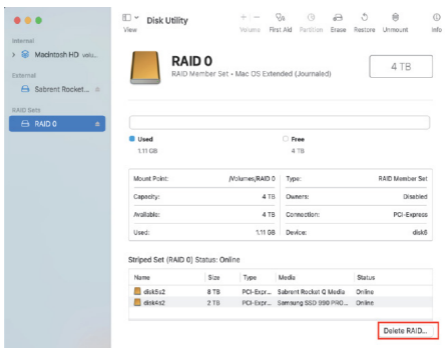 Disk Utility
View
Volume First Aid Partition Erase Restore Unmount Info
Internal
Macintosh HD volu...
External
Sabrent Rocket...
RAID Sets
RAID 0
RAID 0
RAID Member Set - Mac OS Extended (Journaled)
4 TB
Used
1.11 GB
Free
4 TB
Mount Point: /Volumes/RAID 0 Type: RAID Member Set
Capacity: 4 TB Owners: Disabled
Available: 4 TB Connection: PCI-Express
Used: 1.11 GB Device: disk6
Striped Set (RAID 0) Status: Online
Name Size Type Media Status
disk5s2 8 TB PCI-Expr... Sabrent Rocket Q Media Online
disk4s2 2 TB PCI-Expr... Samsung SSD 990 PRO... Online
Delete RAID...